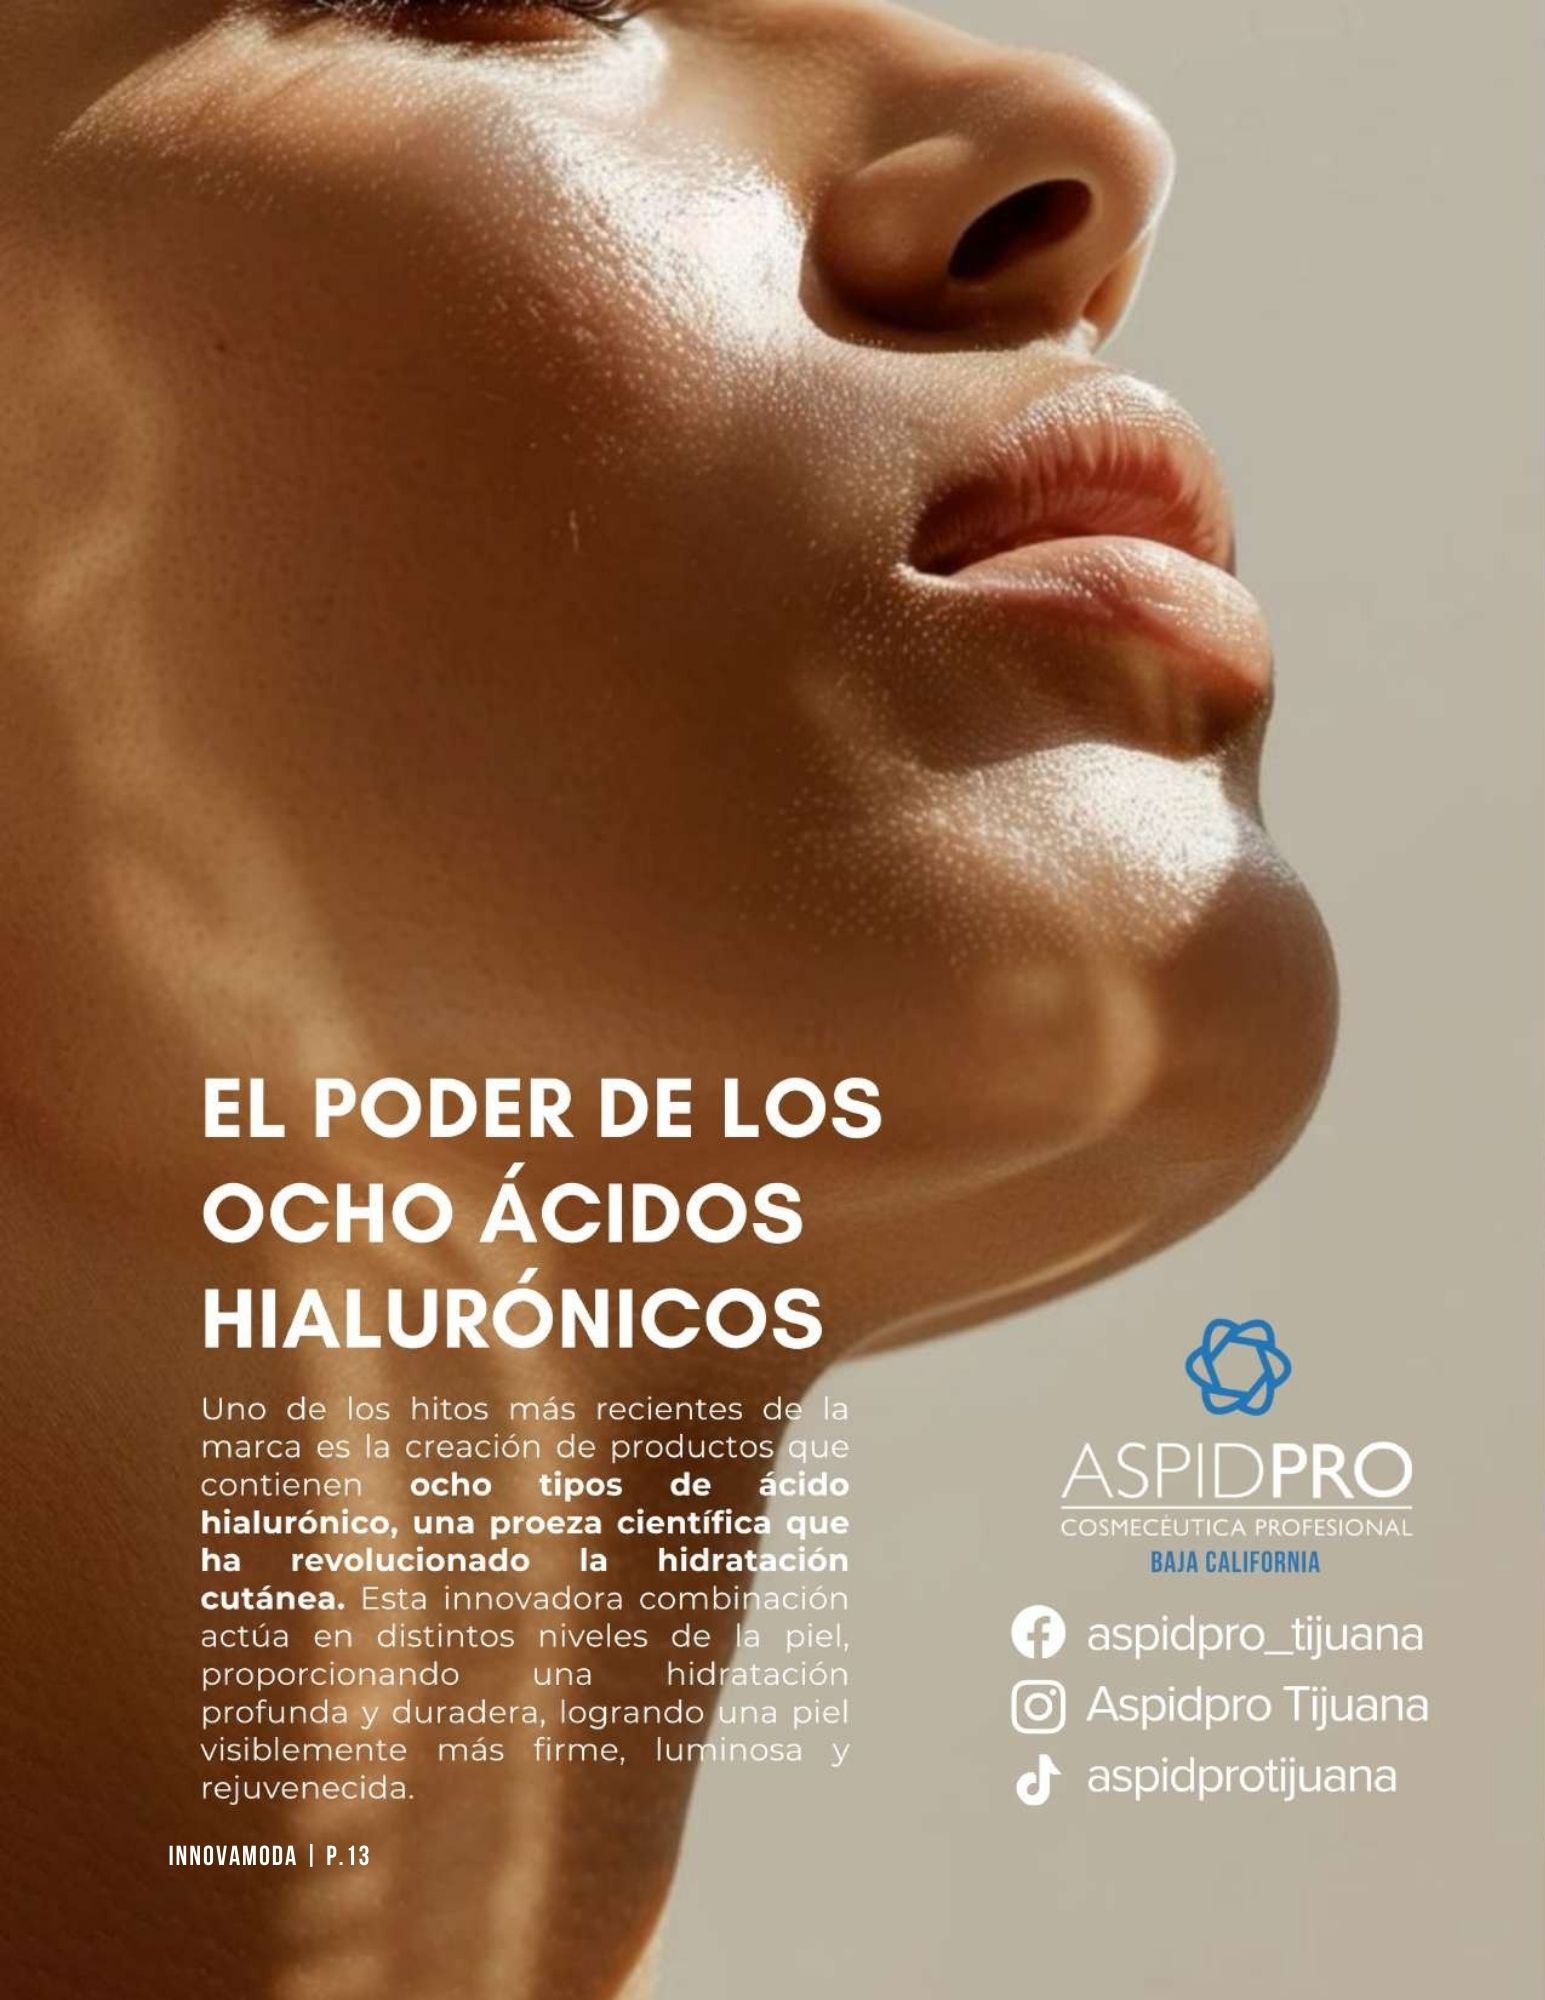 EL PODER DE LOS
OCHO ÁCIDOS
HIALURÓNICOS
Uno de los hitos más recientes de la
marca es la creación de productos que
contienen ocho tipos de ácido
hialurónico, una proeza científica que
ha revolucionado la hidratación
cutánea. Esta innovadora combinación
actúa en distintos niveles de la piel,
proporcionando una hidratación
profunda y duradera, logrando una piel
visiblemente más firme, luminosa y
rejuvenecida.
INNOVAMODA | P.13
ASPIDPRO
COSMECÉUTICA PROFESIONAL
BAJA CALIFORNIA
aspidpro_tijuana
Aspidpro Tijuana
aspidprotijuana